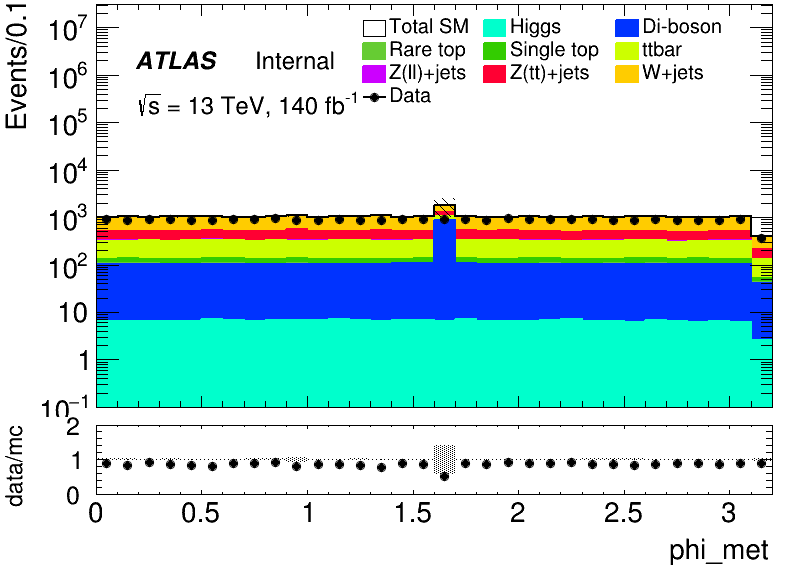 Events/0.1
10⁷
10⁶
10⁵
10⁴
10³
10²
10
1
10⁻¹
ATLAS Internal
√s = 13 TeV, 140 fb⁻¹
Total SM Higgs Di-boson
Rare top Single top ttbar
Z(ll)+jets Z(tt)+jets W+jets
Data
data/mc
2
1
0
0 0.5 1 1.5 2 2.5 3
phi_met